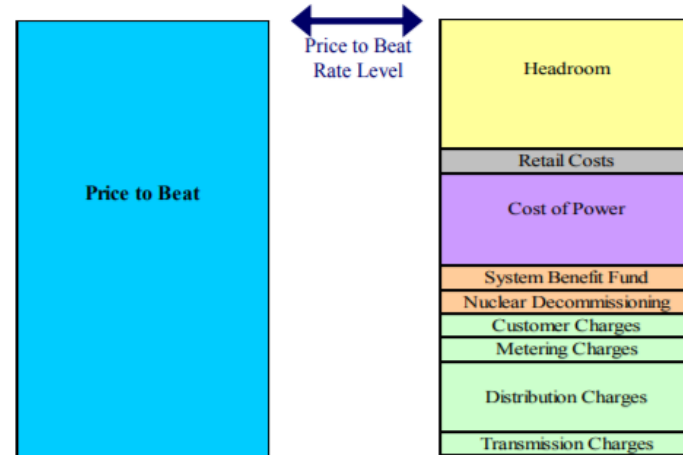 Price to Beat
Rate Level
Price to Beat
Headroom
Retail Costs
Cost of Power
System Benefit Fund
Nuclear Decommissioning
Customer Charges
Metering Charges
Distribution Charges
Transmission Charges